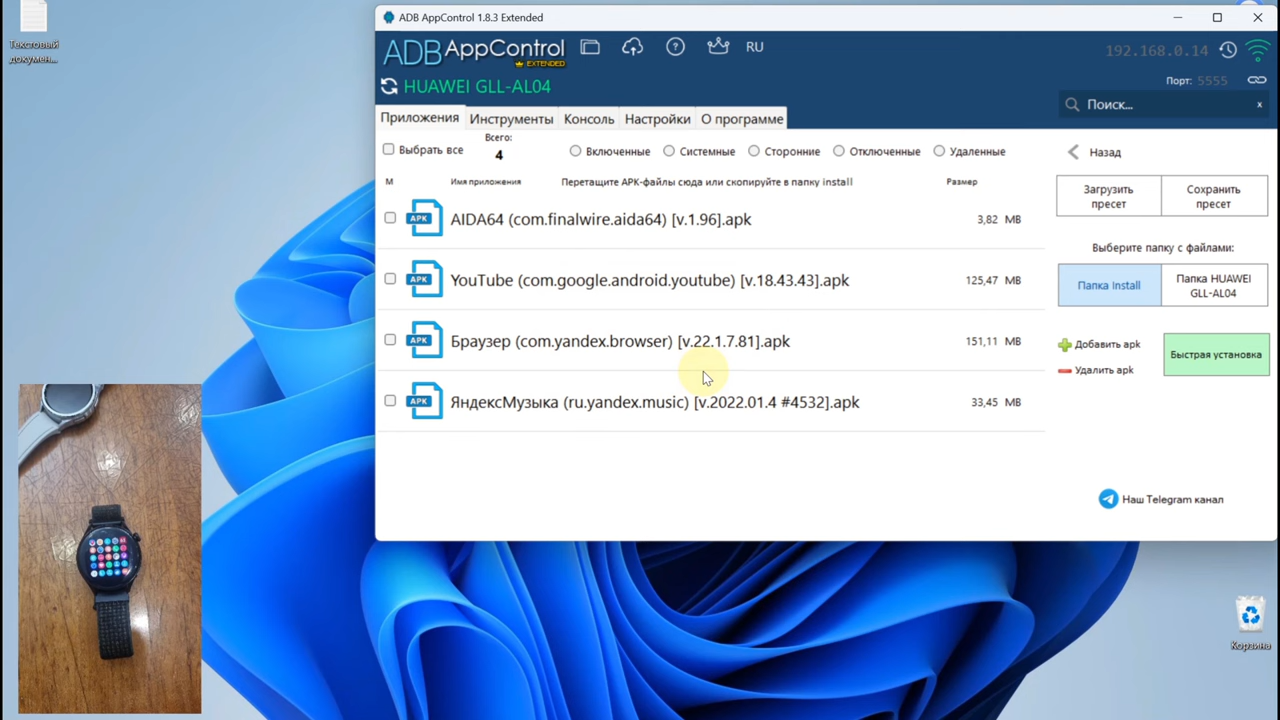 Текстовый
докумен...
ADB AppControl 1.8.3 Extended
ADB AppControl
EXTENDED
RU
192.168.0.14
HUAWEI GLL-AL04
Порт: 5555
Поиск...
x
Приложения
Инструменты
Консоль
Настройки
О программе
Выбрать все
Всего:
4
Включенные
Системные
Сторонние
Отключенные
Удаленные
Назад
М
Имя приложения
Перетащите APK-файлы сюда или скопируйте в папку install
Размер
Загрузить
пресет
Сохранить
пресет
APK
AIDA64 (com.finalwire.aida64) [v.1.96].apk
3,82 MB
Выберите папку с файлами:
APK
YouTube (com.google.android.youtube) [v.18.43.43].apk
125,47 MB
Папка Install
Папка HUAWEI
GLL-AL04
APK
Браузер (com.yandex.browser) [v.22.1.7.81].apk
151,11 MB
Добавить apk
Удалить apk
Быстрая установка
APK
ЯндексМузыка (ru.yandex.music) [v.2022.01.4 #4532].apk
33,45 MB
Наш Telegram канал
Корзина